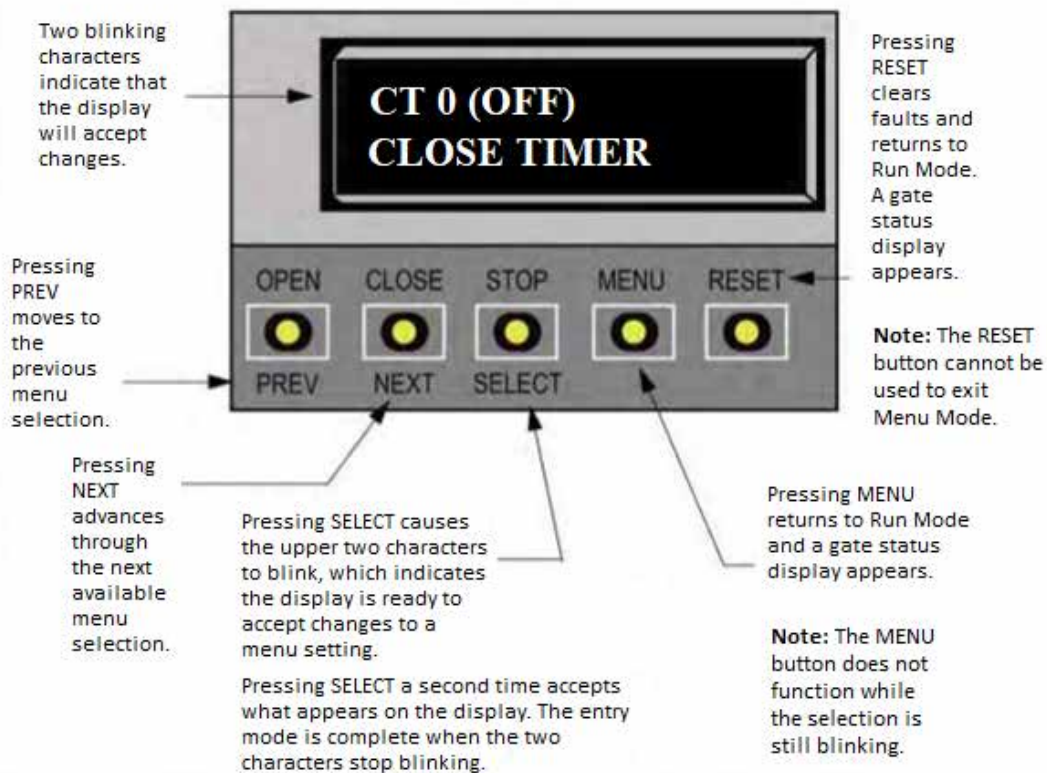 Two blinking
characters
indicate that
the display
will accept
changes.
CT 0 (OFF)
CLOSE TIMER
Pressing
RESET
clears
faults and
returns to
Run Mode.
A gate
status
display
appears.
Note: The RESET
button cannot be
used to exit
Menu Mode.
OPEN CLOSE STOP MENU RESET
PREV NEXT SELECT
Pressing
PREV
moves to
the
previous
menu
selection.
Pressing
NEXT
advances
through
the next
available
menu
selection.
Pressing SELECT causes
the upper two characters
to blink, which indicates
the display is ready to
accept changes to a
menu setting.
Pressing SELECT a second time accepts
what appears on the display. The entry
mode is complete when the two
characters stop blinking.
Pressing MENU
returns to Run Mode
and a gate status
display appears.
Note: The MENU
button does not
function while
the selection is
still blinking.